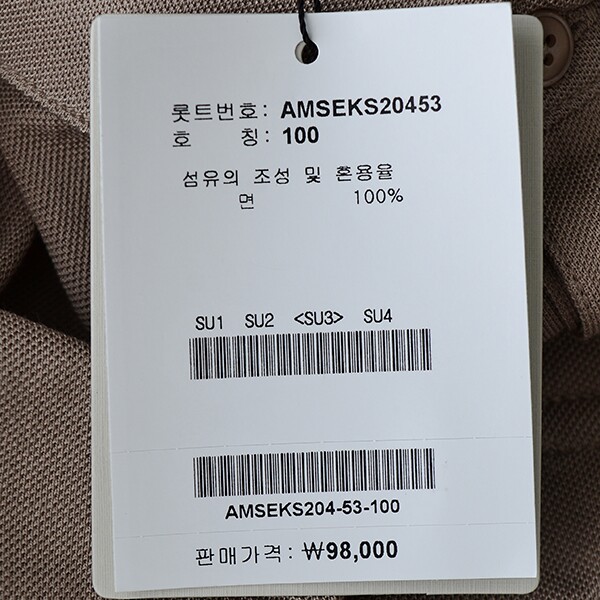 롯트번호: AMSEKS20453
호 칭: 100
섬유의 조성 및 혼용율
면 100%
SU1 SU2 <SU3> SU4
AMSEKS204-53-100
판매가격: ₩98,000